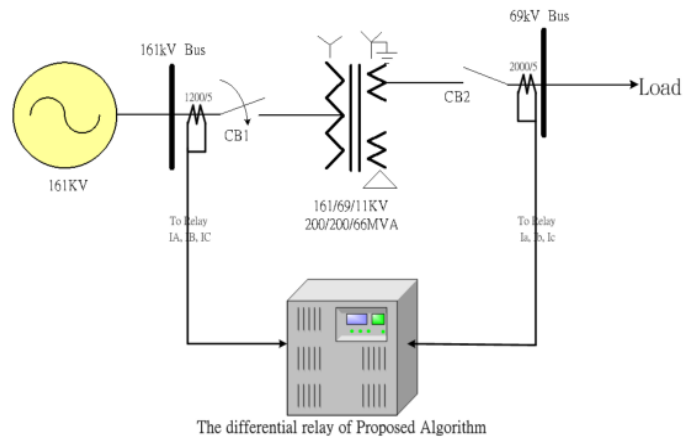 161kV Bus
69kV Bus
1200/5
2000/5
CB1
CB2
Load
161KV
161/69/11KV
200/200/66MVA
To Relay
IA, IB, IC
To Relay
Ia, Ib, Ic
The differential relay of Proposed Algorithm